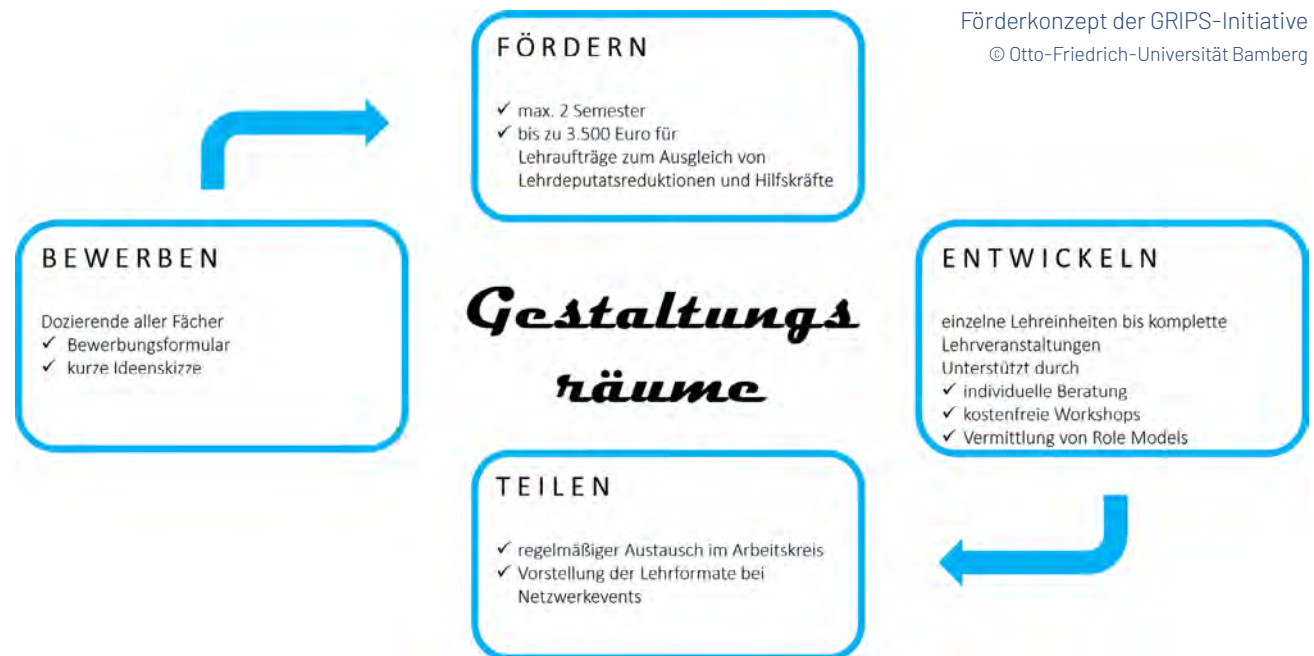 Förderkonzept der GRIPS-Initiative
© Otto-Friedrich-Universität Bamberg
FÖRDERN
✓ max. 2 Semester
✓ bis zu 3.500 Euro für
Lehraufträge zum Ausgleich von
Lehrdeputatsreduktionen und Hilfskräfte
BEWERBEN
Dozierende aller Fächer
✓ Bewerbungsformular
✓ kurze Ideenskizze
Gestaltungs
räume
ENTWICKELN
einzelne Lehreinheiten bis komplette
Lehrveranstaltungen
Unterstützt durch
✓ individuelle Beratung
✓ kostenfreie Workshops
✓ Vermittlung von Role Models
TEILEN
✓ regelmäßiger Austausch im Arbeitskreis
✓ Vorstellung der Lehrformate bei
Netzwerkevents